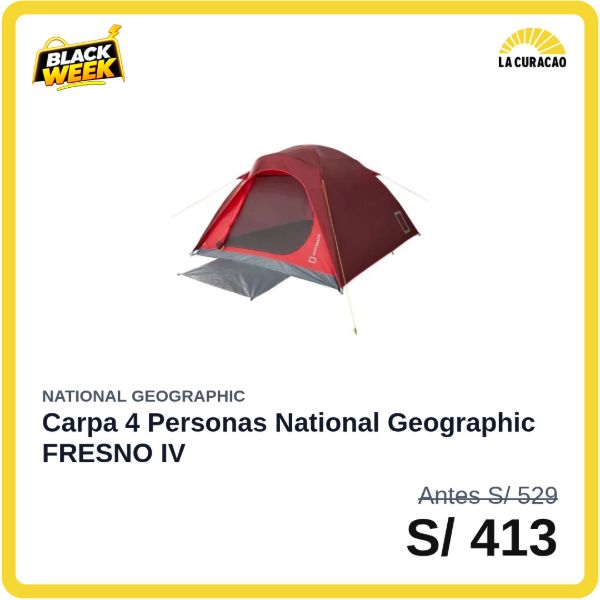 BLACK
WEEK
LA CURACAO
NATIONAL GEOGRAPHIC
Carpa 4 Personas National Geographic
FRESNO IV
Antes S/ 529
S/ 413